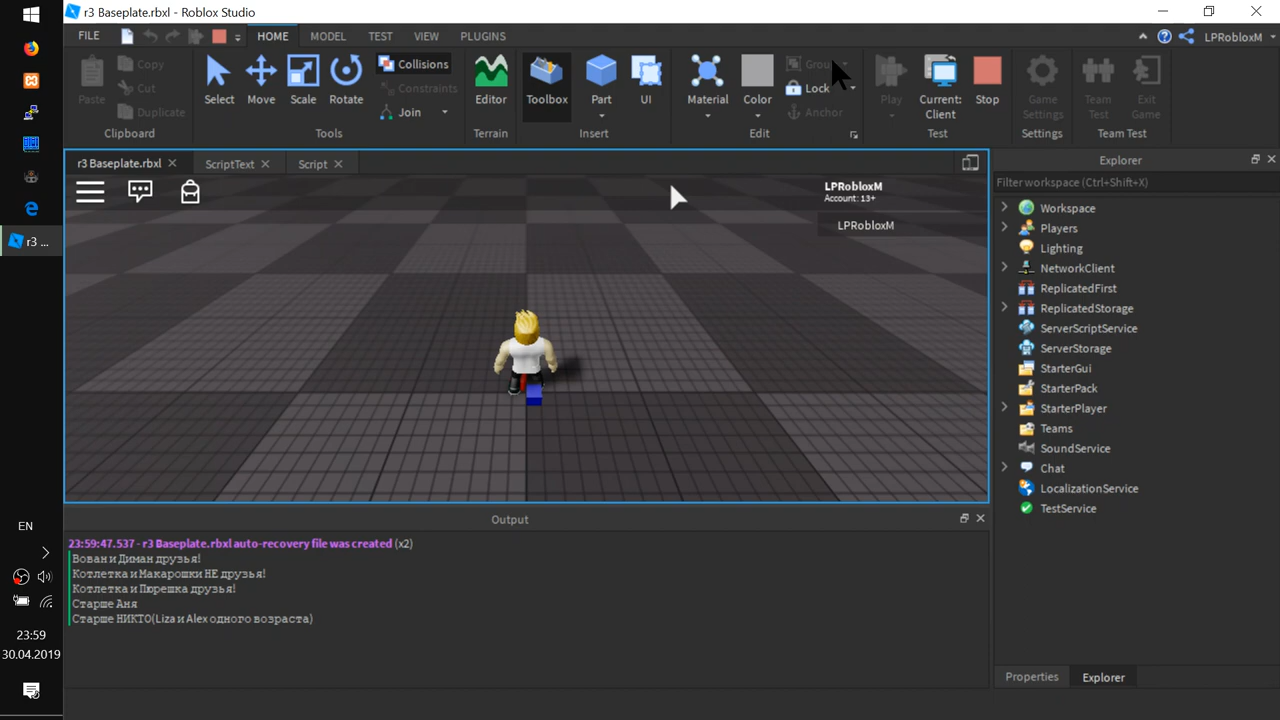 r3 Baseplate.rbxl - Roblox Studio
FILE
HOME
MODEL
TEST
VIEW
PLUGINS
LPRobloxM
Paste
Copy
Cut
Duplicate
Clipboard
Select
Move
Scale
Rotate
Collisions
Constraints
Join
Tools
Editor
Terrain
Toolbox
Part
UI
Insert
Material
Color
Lock
Anchor
Edit
Play
Current:
Client
Stop
Test
Game
Settings
Settings
Team
Test
Exit
Game
Team Test
r3 Baseplate.rbxl
ScriptText
Script
LPRobloxM
Account: 13+
LPRobloxM
Explorer
Filter workspace (Ctrl+Shift+X)
Workspace
Players
Lighting
NetworkClient
ReplicatedFirst
ReplicatedStorage
ServerScriptService
ServerStorage
StarterGui
StarterPack
StarterPlayer
Teams
SoundService
Chat
LocalizationService
TestService
Properties
Explorer
Output
23:59:47.537 - r3 Baseplate.rbxl auto-recovery file was created (x2)
Вован и Диман друзья!
Котлетка и Макарошки НЕ друзья!
Котлетка и Пюрешка друзья!
Старше Аня
Старше НИКТО(Liza и Alex одного возраста)
r3 ...
EN
23:59
30.04.2019